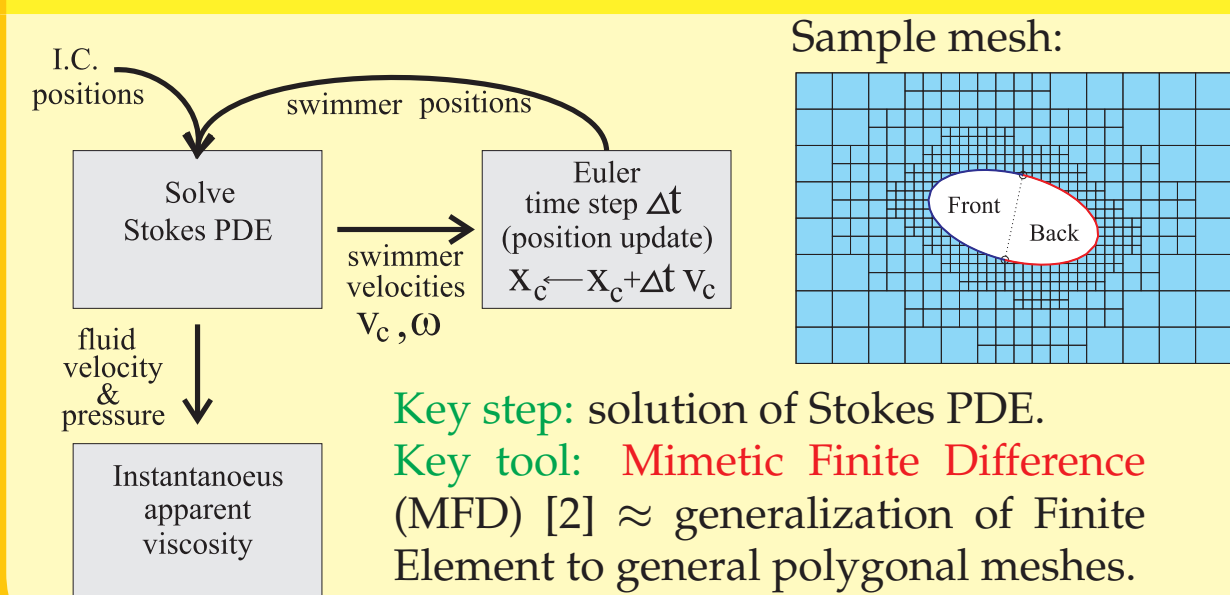 I.C.
positions
swimmer positions
Solve
Stokes PDE
swimmer
velocities
v_c , ω
Euler
time step Δt
(position update)
x_c ← x_c + Δt v_c
fluid
velocity
&
pressure
Instantanoeus
apparent
viscosity
Sample mesh:
Front
Back
Key step: solution of Stokes PDE.
Key tool: Mimetic Finite Difference
(MFD) [2] ≈ generalization of Finite
Element to general polygonal meshes.